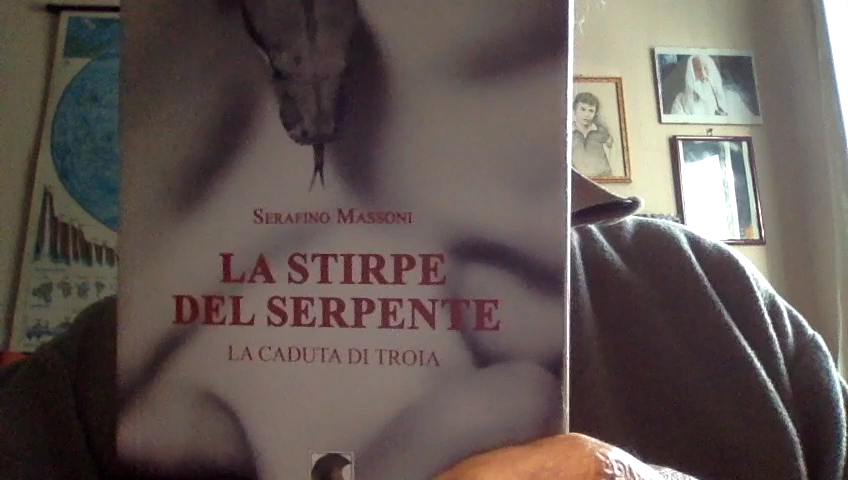 SERAFINO MASSONI
LA STIRPE
DEL SERPENTE
LA CADUTA DI TROIA